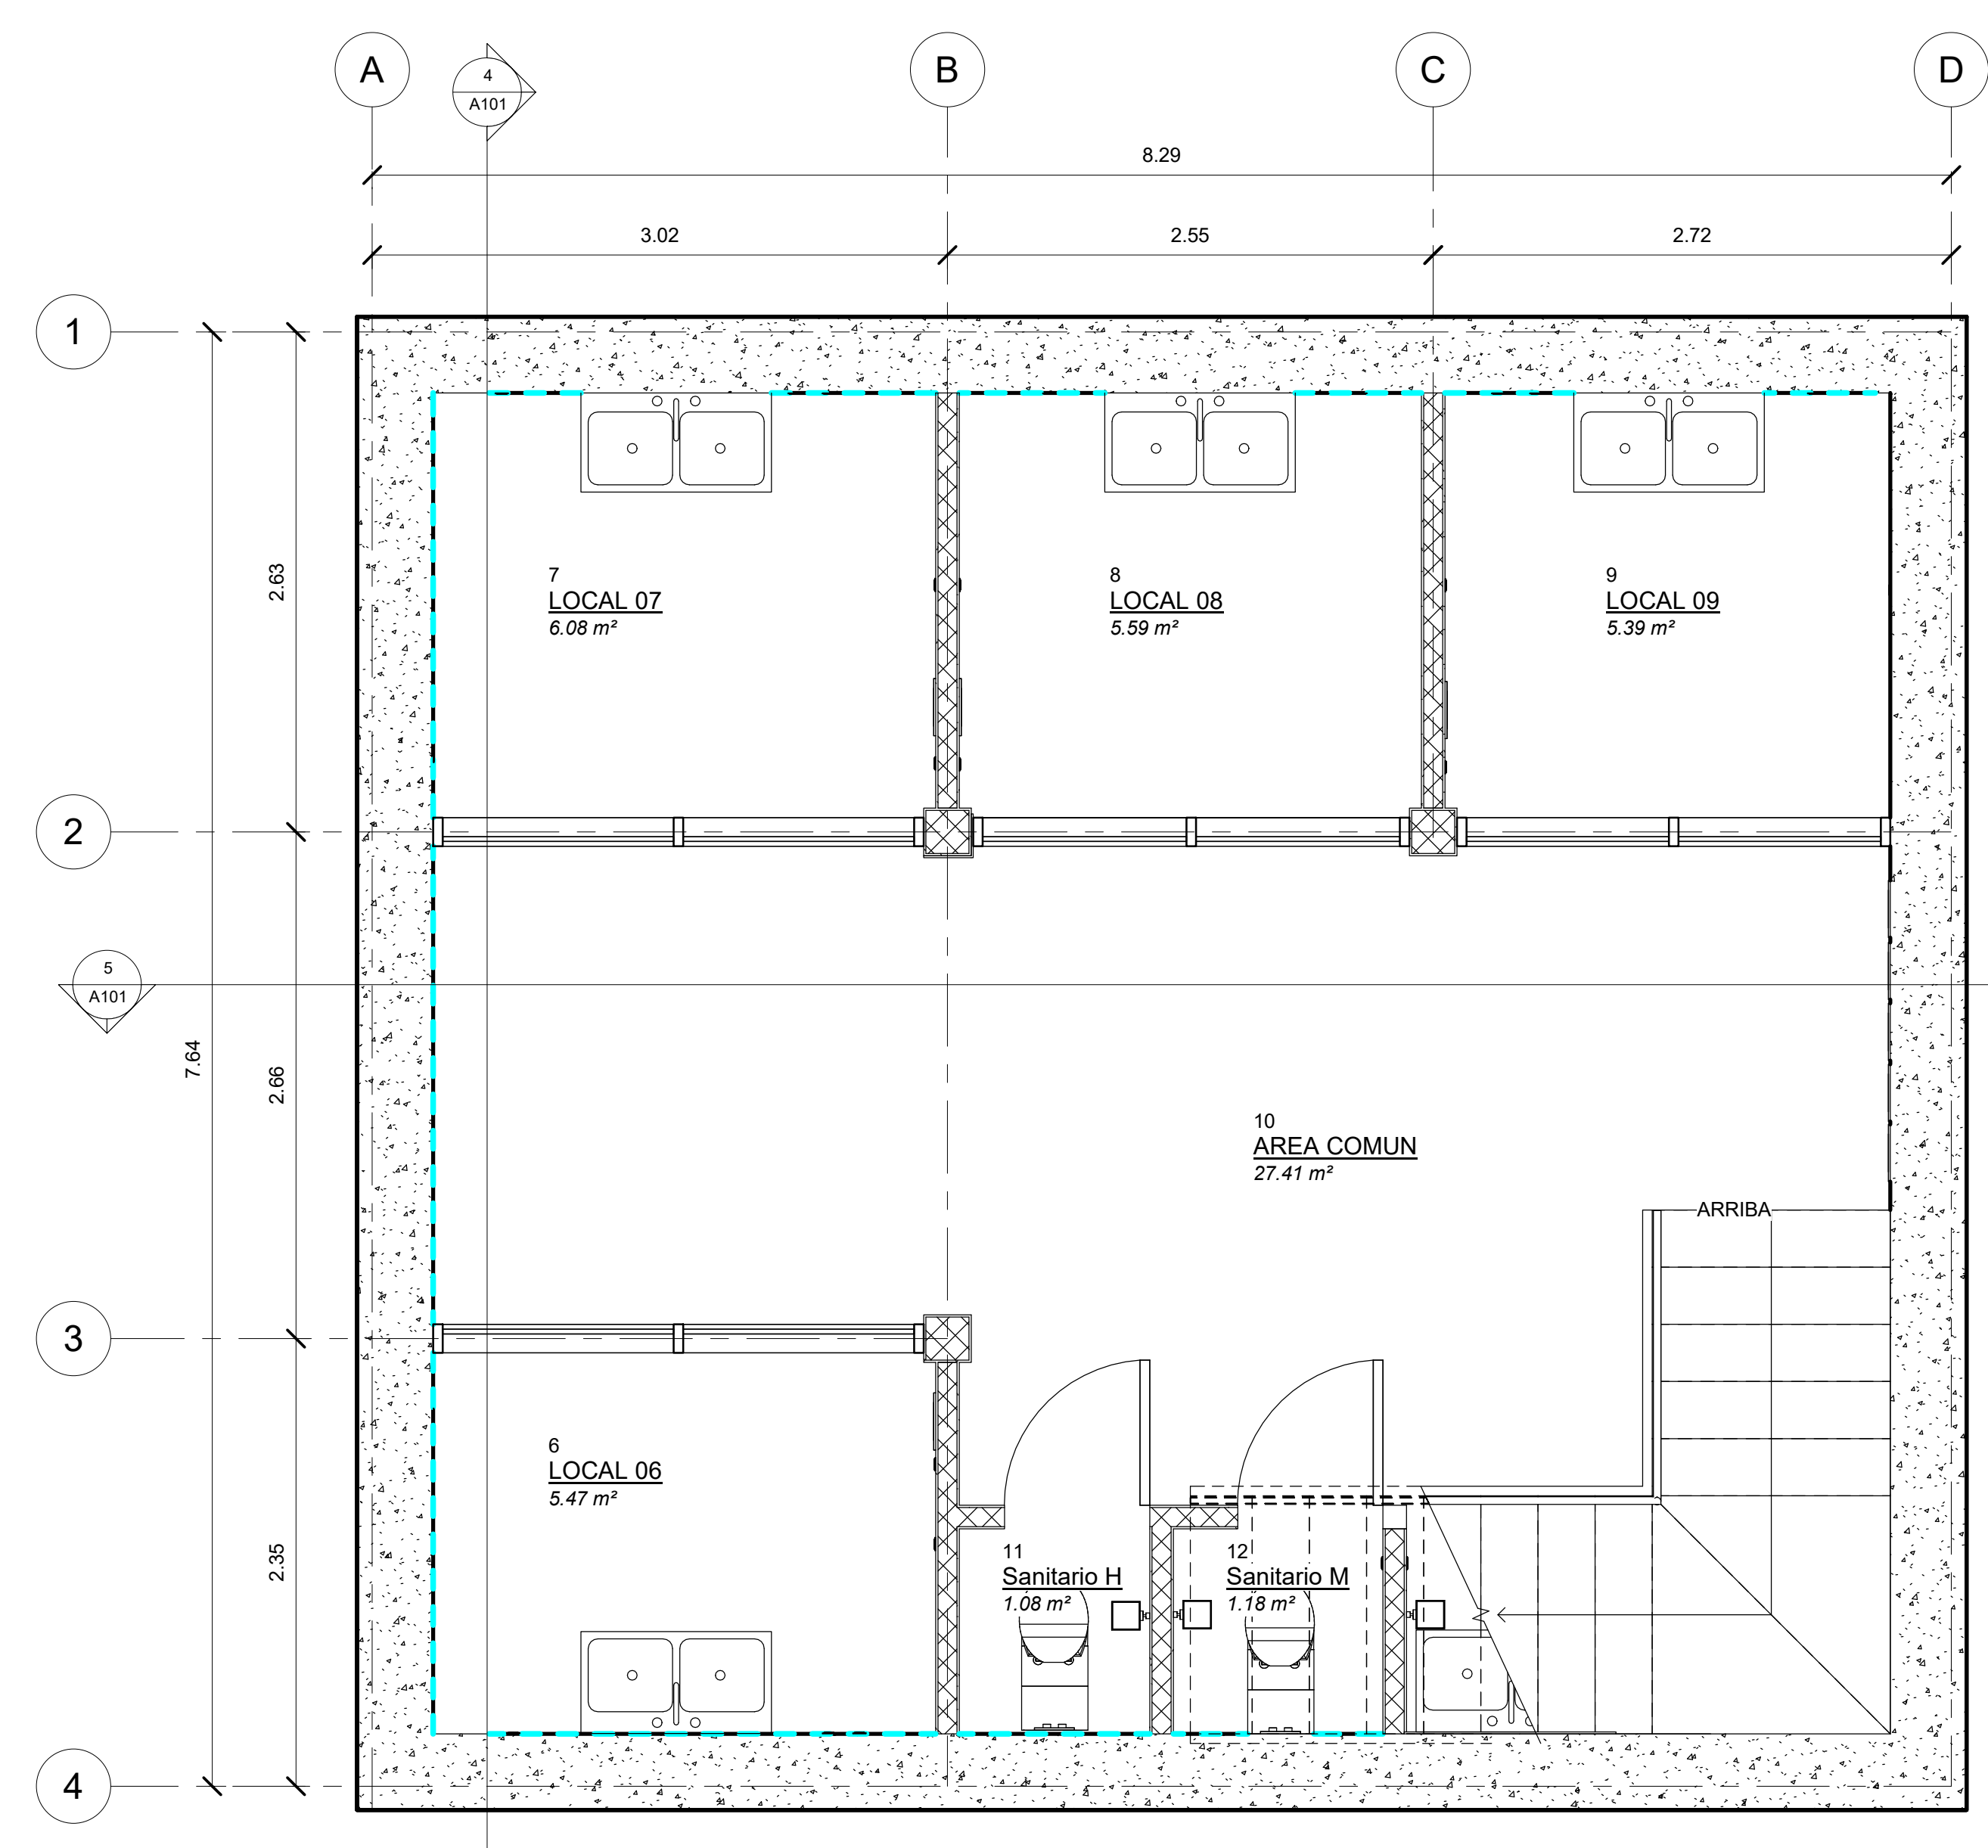 A
B
C
D
4
A101
8.29
3.02
2.55
2.72
1
2.63
7
LOCAL 07
6.08 m²
8
LOCAL 08
5.59 m²
9
LOCAL 09
5.39 m²
2
5
A101
7.64
2.66
10
AREA COMUN
27.41 m²
ARRIBA
3
6
LOCAL 06
5.47 m²
2.35
11
Sanitario H
1.08 m²
12
Sanitario M
1.18 m²
4